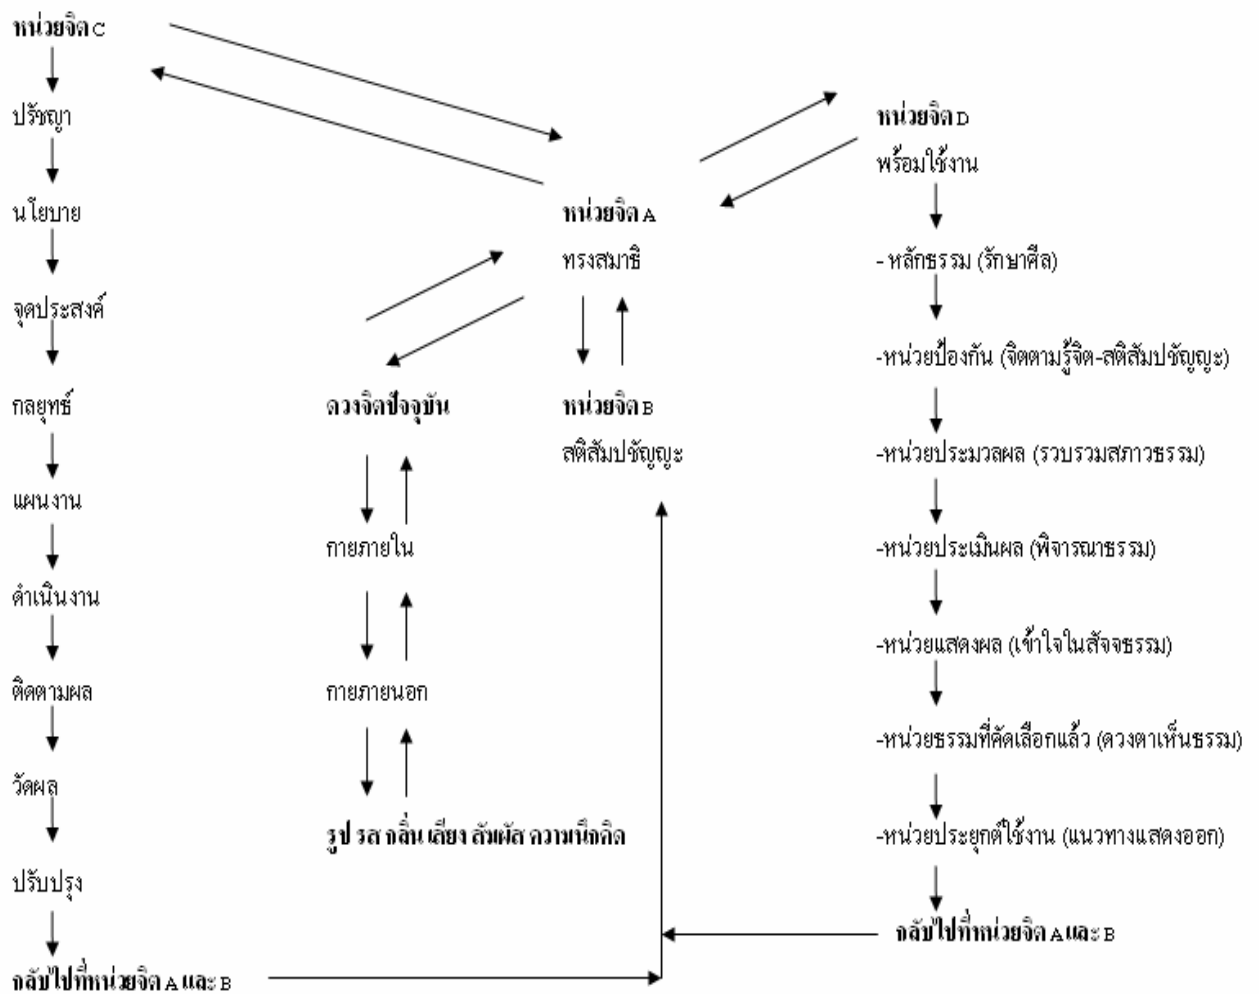 หน่วยจิต C
ปรัชญา
นโยบาย
จุดประสงค์
กลยุทธ์
แผนงาน
ดำเนินงาน
ติดตามผล
วัดผล
ปรับปรุง
กลับไปที่หน่วยจิต A และ B
หน่วยจิต A
ทรงสมาธิ
ดวงจิตปัจจุบัน
กายภายใน
กายภายนอก
รูป รส กลิ่น เสียง สัมผัส ความนึกคิด
หน่วยจิต B
สติสัมปชัญญะ
หน่วยจิต D
พร้อมใช้งาน
- หลักธรรม (รักษาศีล)
-หน่วยป้องกัน (จิตตามรู้จิต-สติสัมปชัญญะ)
-หน่วยประมวลผล (รวบรวมสภาวธรรม)
-หน่วยประเมินผล (พิจารณาธรรม)
-หน่วยแสดงผล (เข้าใจในสัจจธรรม)
-หน่วยธรรมที่คัดเลือกแล้ว (ดวงตาเห็นธรรม)
-หน่วยประยุกต์ใช้งาน (แนวทางแสดงออก)
กลับไปที่หน่วยจิต A และ B